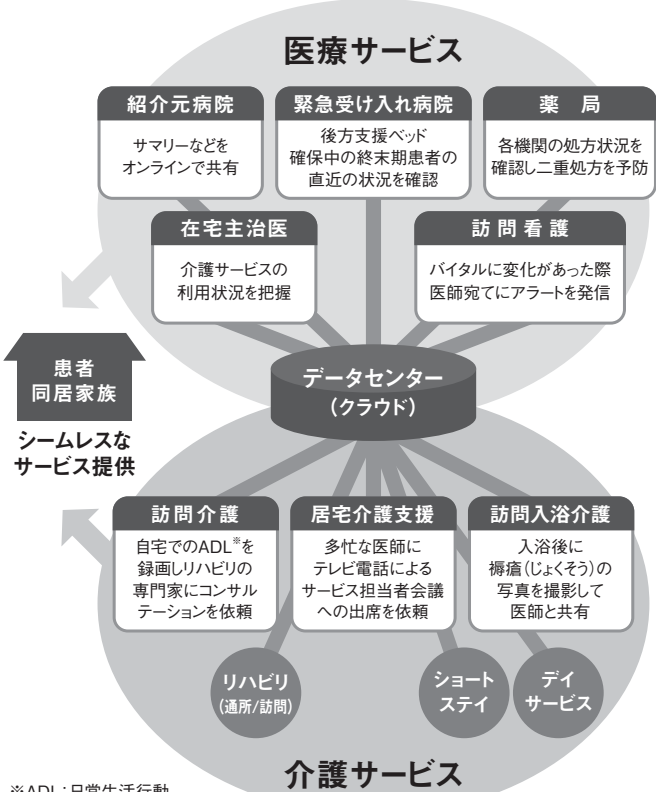 医療サービス
紹介元病院
サマリーなどを
オンラインで共有
緊急受け入れ病院
後方支援ベッド
確保中の終末期患者の
直近の状況を確認
薬 局
各機関の処方状況を
確認し二重処方を予防
在宅主治医
介護サービスの
利用状況を把握
訪問看護
バイタルに変化があった際
医師宛てにアラートを発信
患者
同居家族
シームレスな
サービス提供
データセンター
(クラウド)
訪問介護
自宅でのADL※を
録画しリハビリの
専門家にコンサル
テーションを依頼
居宅介護支援
多忙な医師に
テレビ電話による
サービス担当者会議
への出席を依頼
訪問入浴介護
入浴後に
褥瘡(じょくそう)の
写真を撮影して
医師と共有
リハビリ
(通所/訪問)
ショート
ステイ
デイ
サービス
介護サービス
※ADL:日常生活行動